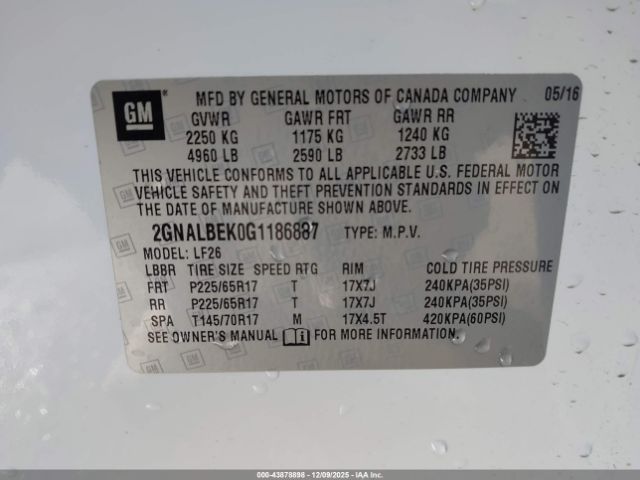 GM
MFD BY GENERAL MOTORS OF CANADA COMPANY 05/16
GVWR GAWR FRT GAWR RR
2250 KG 1175 KG 1240 KG
4960 LB 2590 LB 2733 LB
THIS VEHICLE CONFORMS TO ALL APPLICABLE U.S. FEDERAL MOTOR
VEHICLE SAFETY AND THEFT PREVENTION STANDARDS IN EFFECT ON
THE DATE OF MANUFACTURE SHOWN ABOVE.
2GNALBEK0G1186887 TYPE: M.P.V.
MODEL: LF26
LBBR TIRE SIZE SPEED RTG RIM COLD TIRE PRESSURE
FRT P225/65R17 T 17X7J 240KPA(35PSI)
RR P225/65R17 T 17X7J 240KPA(35PSI)
SPA T145/70R17 M 17X4.5T 420KPA(60PSI)
SEE OWNER'S MANUAL FOR MORE INFORMATION.
000-43878898 - 12/09/2025 - IAAI.COM